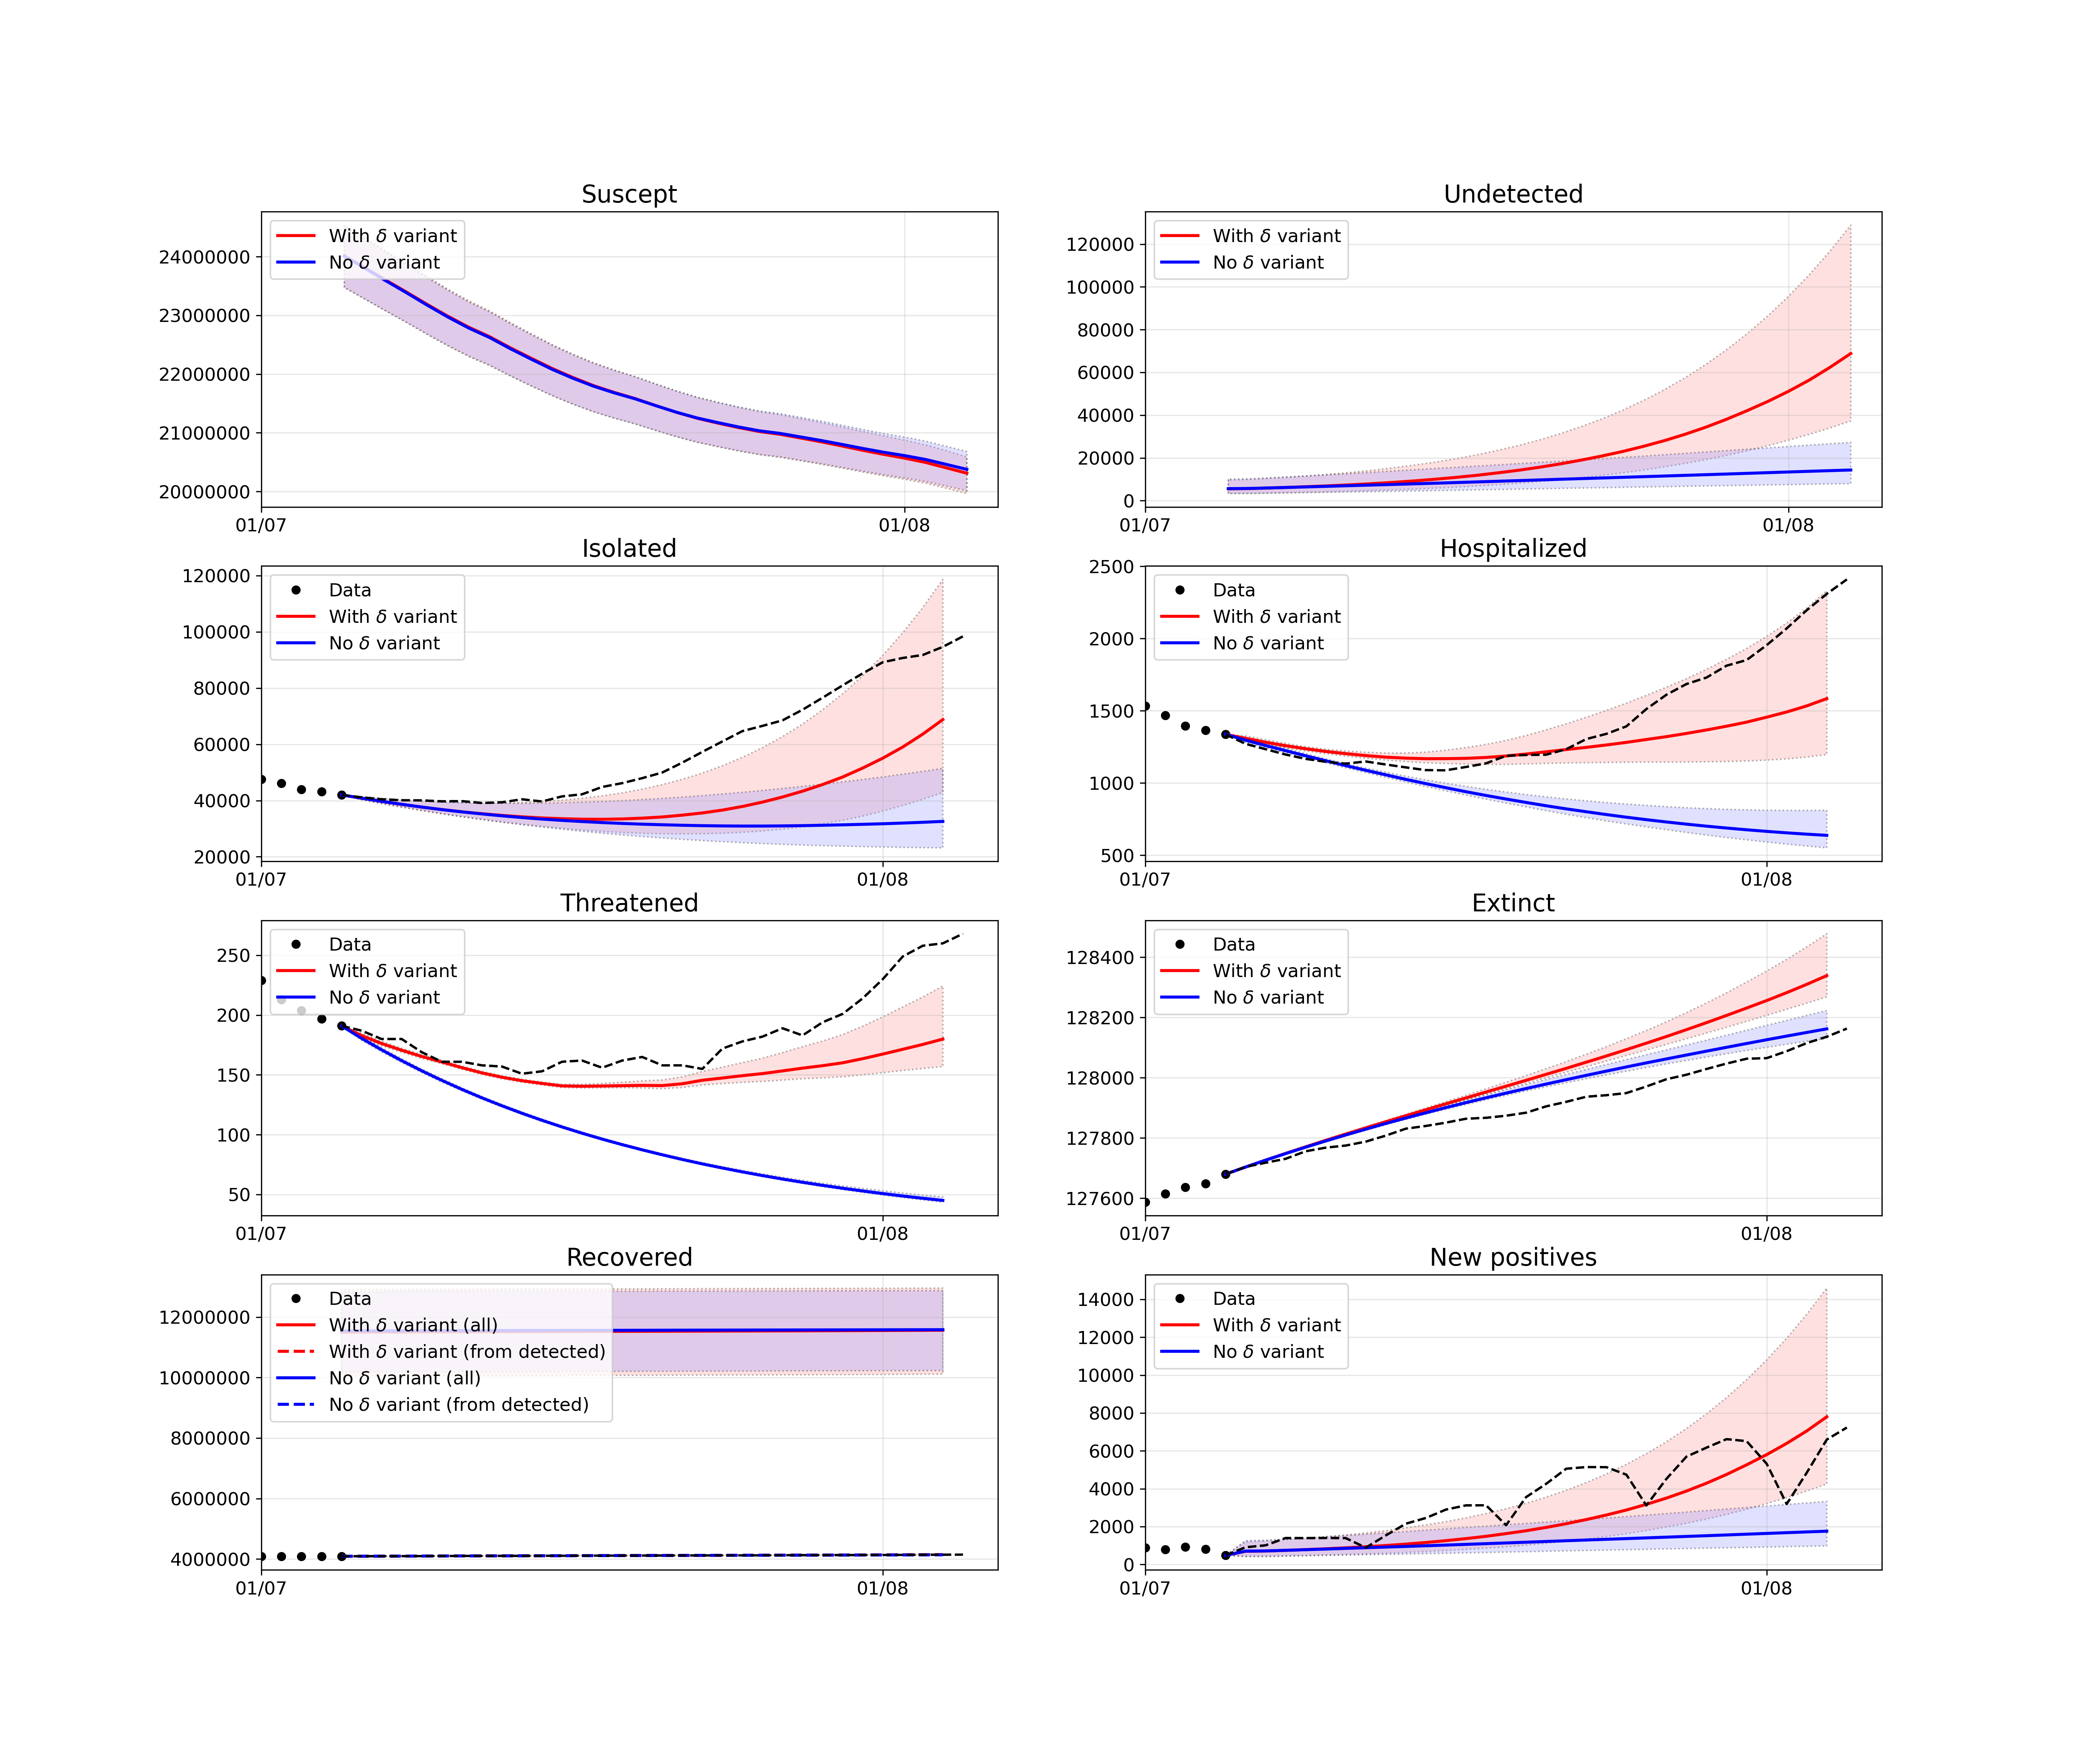 Suscept
With δ variant
No δ variant
24000000
23000000
22000000
21000000
20000000
01/07
01/08
Undetected
With δ variant
No δ variant
120000
100000
80000
60000
40000
20000
0
01/07
01/08
Isolated
Data
With δ variant
No δ variant
120000
100000
80000
60000
40000
20000
01/07
01/08
Hospitalized
Data
With δ variant
No δ variant
2500
2000
1500
1000
500
01/07
01/08
Threatened
Data
With δ variant
No δ variant
250
200
150
100
50
01/07
01/08
Extinct
Data
With δ variant
No δ variant
128400
128200
128000
127800
127600
01/07
01/08
Recovered
Data
With δ variant (all)
With δ variant (from detected)
No δ variant (all)
No δ variant (from detected)
12000000
10000000
8000000
6000000
4000000
01/07
01/08
New positives
Data
With δ variant
No δ variant
14000
12000
10000
8000
6000
4000
2000
0
01/07
01/08